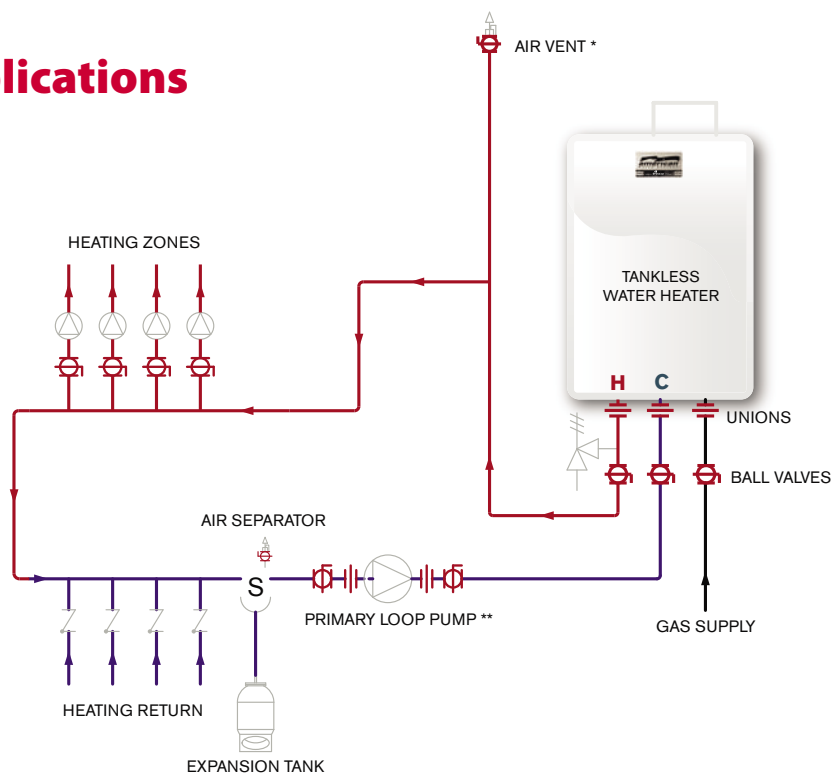 lications
AIR VENT *
HEATING ZONES
American
TANKLESS
WATER HEATER
H
C
UNIONS
BALL VALVES
AIR SEPARATOR
S
PRIMARY LOOP PUMP **
GAS SUPPLY
HEATING RETURN
EXPANSION TANK